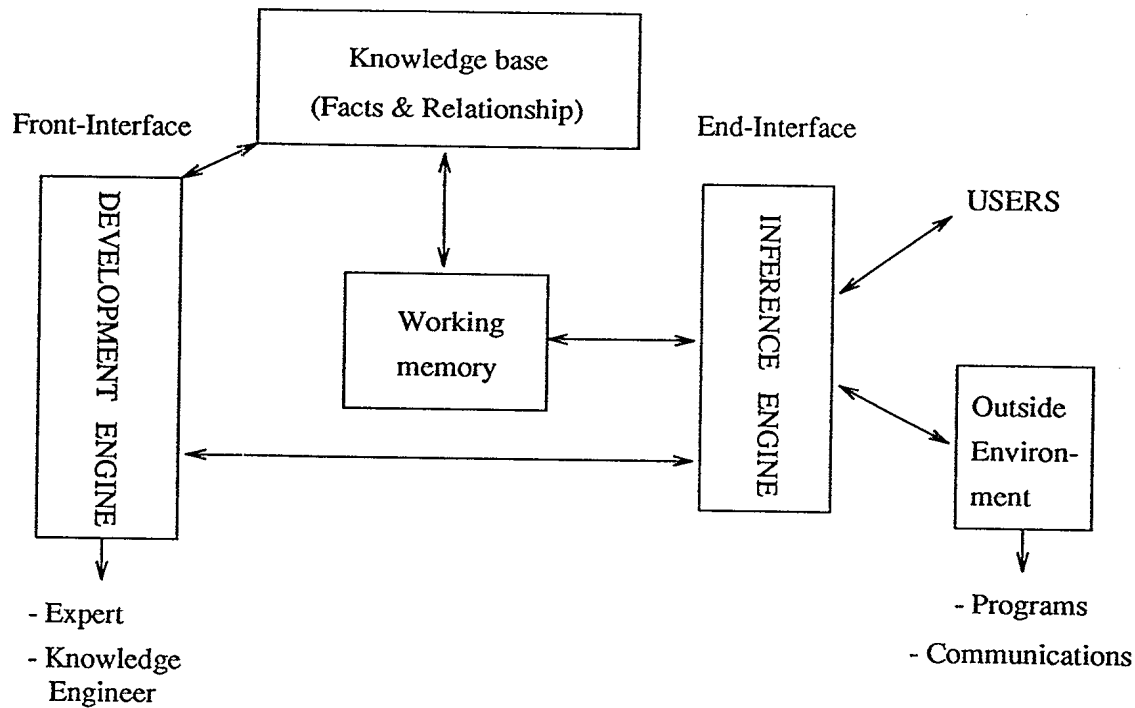 Knowledge base
(Facts & Relationship)
Front-Interface
End-Interface
DEVELOPMENT ENGINE
INFERENCE ENGINE
USERS
Working
memory
Outside
Environ-
ment
- Expert
- Knowledge
Engineer
- Programs
- Communications